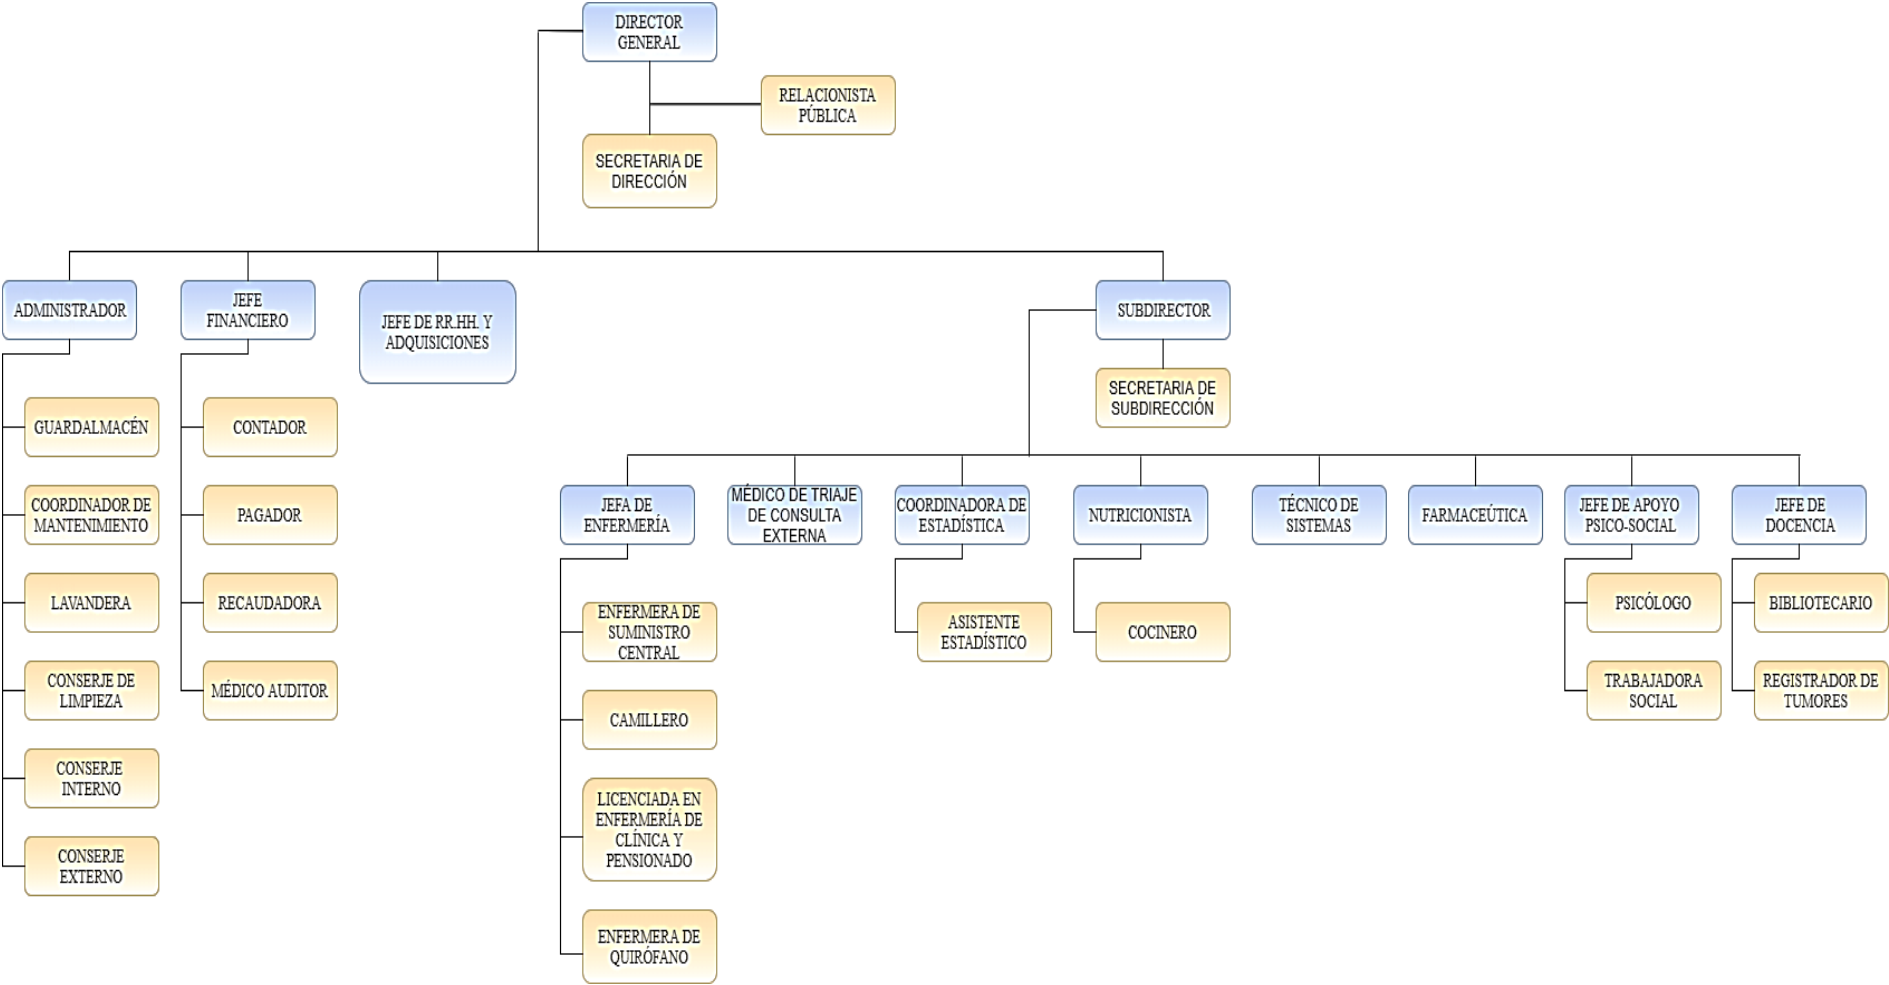 DIRECTOR
GENERAL
RELACIONISTA
PÚBLICA
SECRETARIA DE
DIRECCIÓN
ADMINISTRADOR
JEFE
FINANCIERO
JEFE DE RR.HH. Y
ADQUISICIONES
SUBDIRECTOR
SECRETARIA DE
SUBDIRECCIÓN
GUARDALMACÉN
COORDINADOR DE
MANTENIMIENTO
LAVANDERA
CONSERJE DE
LIMPIEZA
CONSERJE
INTERNO
CONSERJE
EXTERNO
CONTADOR
PAGADOR
RECAUDADORA
MÉDICO AUDITOR
JEFA DE
ENFERMERÍA
MÉDICO DE TRIAJE
DE CONSULTA
EXTERNA
COORDINADORA DE
ESTADÍSTICA
NUTRICIONISTA
TÉCNICO DE
SISTEMAS
FARMACEÚTICA
JEFE DE APOYO
PSICO-SOCIAL
JEFE DE
DOCENCIA
ENFERMERA DE
SUMINISTRO
CENTRAL
CAMILLERO
LICENCIADA EN
ENFERMERÍA DE
CLÍNICA Y
PENSIONADO
ENFERMERA DE
QUIRÓFANO
ASISTENTE
ESTADÍSTICO
COCINERO
PSICÓLOGO
TRABAJADORA
SOCIAL
BIBLIOTECARIO
REGISTRADOR DE
TUMORES